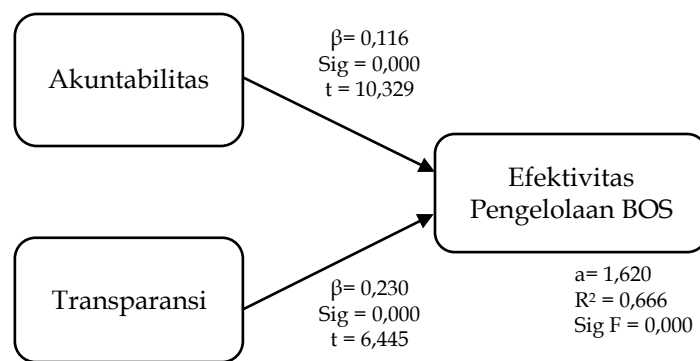 Akuntabilitas
β= 0,116
Sig = 0,000
t = 10,329
Efektivitas
Pengelolaan BOS
Transparansi
β= 0,230
Sig = 0,000
t = 6,445
a= 1,620
R² = 0,666
Sig F = 0,000